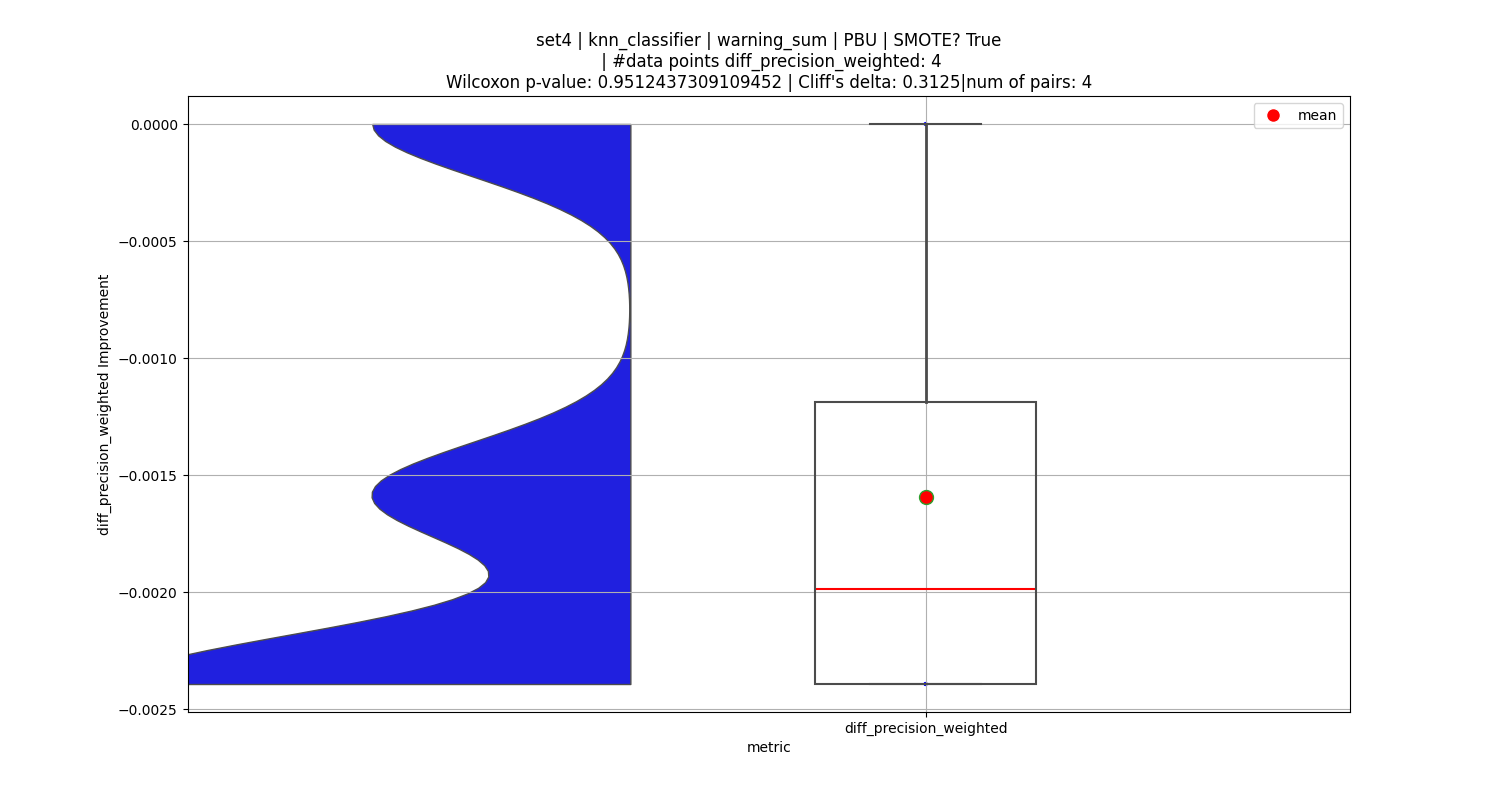 set4 | knn_classifier | warning_sum | PBU | SMOTE? True
| #data points diff_precision_weighted: 4
Wilcoxon p-value: 0.9512437309109452 | Cliff's delta: 0.3125|num of pairs: 4
mean
0.0000
−0.0005
−0.0010
−0.0015
−0.0020
−0.0025
diff_precision_weighted Improvement
diff_precision_weighted
metric